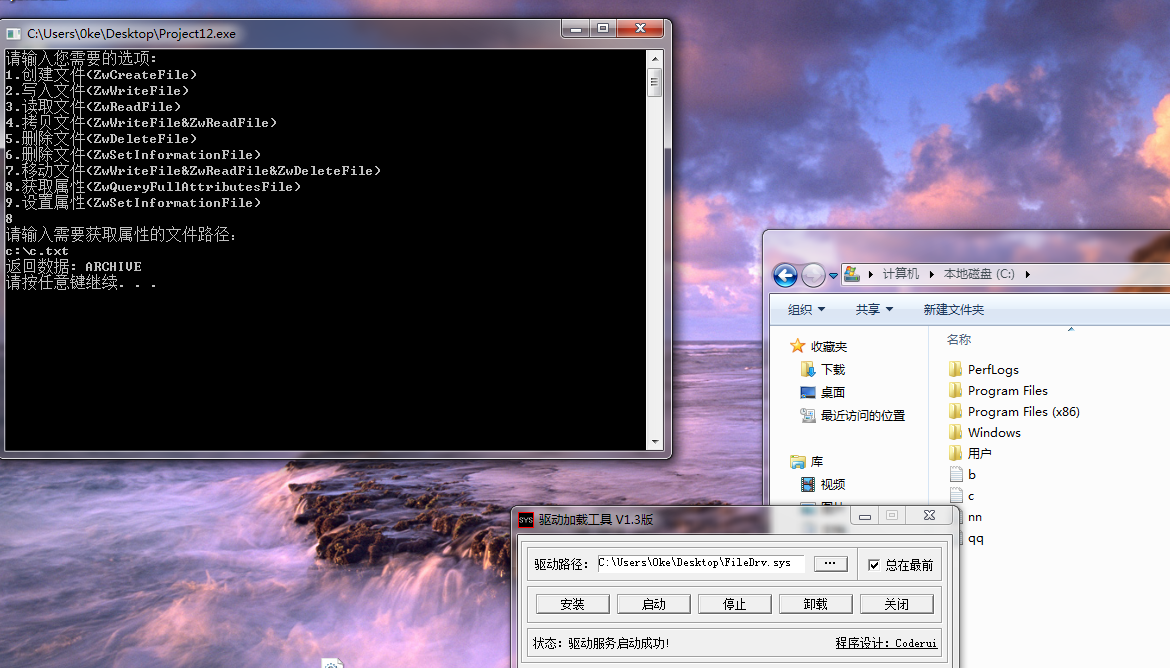 C:\Users\0ke\Desktop\Project12.exe
请输入您需要的选项：
1.创建文件(ZwCreateFile)
2.写入文件(ZwWriteFile)
3.读取文件(ZwReadFile)
4.拷贝文件(ZwWriteFile&ZwReadFile)
5.删除文件(ZwDeleteFile)
6.删除文件(ZwSetInformationFile)
7.移动文件(ZwWriteFile&ZwReadFile&ZwDeleteFile)
8.获取属性(ZwQueryFullAttributesFile)
9.设置属性(ZwSetInformationFile)
8
请输入需要获取属性的文件路径：
c:\c.txt
返回数据：ARCHIVE
请按任意键继续. . .
计算机 本地磁盘 (C:)
组织 共享 新建文件夹
收藏夹
下载
桌面
最近访问的位置
库
视频
名称
PerfLogs
Program Files
Program Files (x86)
Windows
用户
b
c
nn
qq
SYS 驱动加载工具 V1.3版
驱动路径： C:\Users\0ke\Desktop\FileDrv.sys ... 总在最前
安装 启动 停止 卸载 关闭
状态：驱动服务启动成功! 程序设计：Coderui